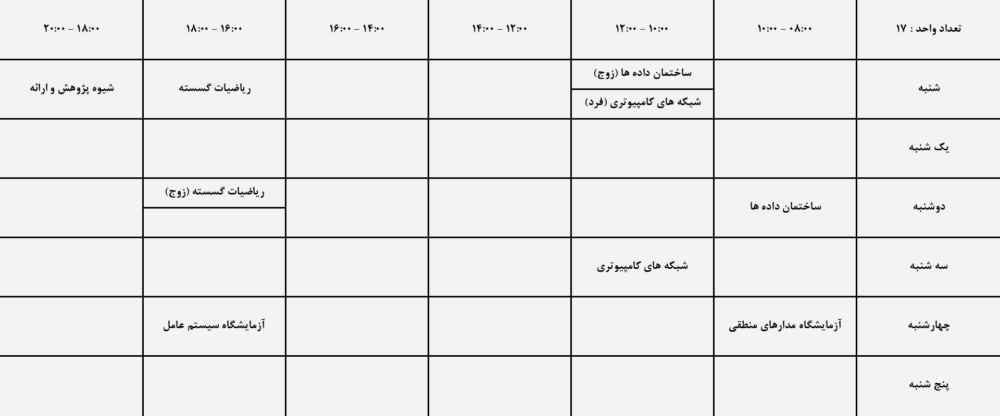 تعداد واحد : ۱۷
۰۸:۰۰ - ۱۰:۰۰
۱۰:۰۰ - ۱۲:۰۰
۱۲:۰۰ - ۱۴:۰۰
۱۴:۰۰ - ۱۶:۰۰
۱۶:۰۰ - ۱۸:۰۰
۱۸:۰۰ - ۲۰:۰۰
شنبه
ساختمان داده ها (زوج)
شبکه های کامپیوتری (فرد)
ریاضیات گسسته
شیوه پژوهش و ارائه
یک شنبه
دوشنبه
ساختمان داده ها
ریاضیات گسسته (زوج)
سه شنبه
شبکه های کامپیوتری
چهارشنبه
آزمایشگاه مدارهای منطقی
آزمایشگاه سیستم عامل
پنج شنبه